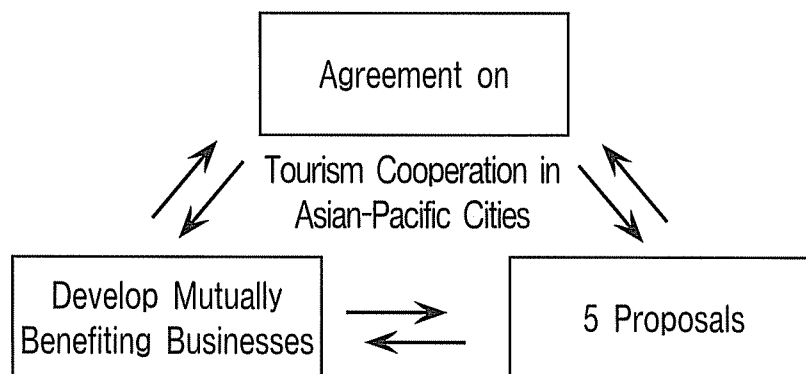 Agreement on
Tourism Cooperation in
Asian-Pacific Cities
Develop Mutually
Benefiting Businesses
5 Proposals